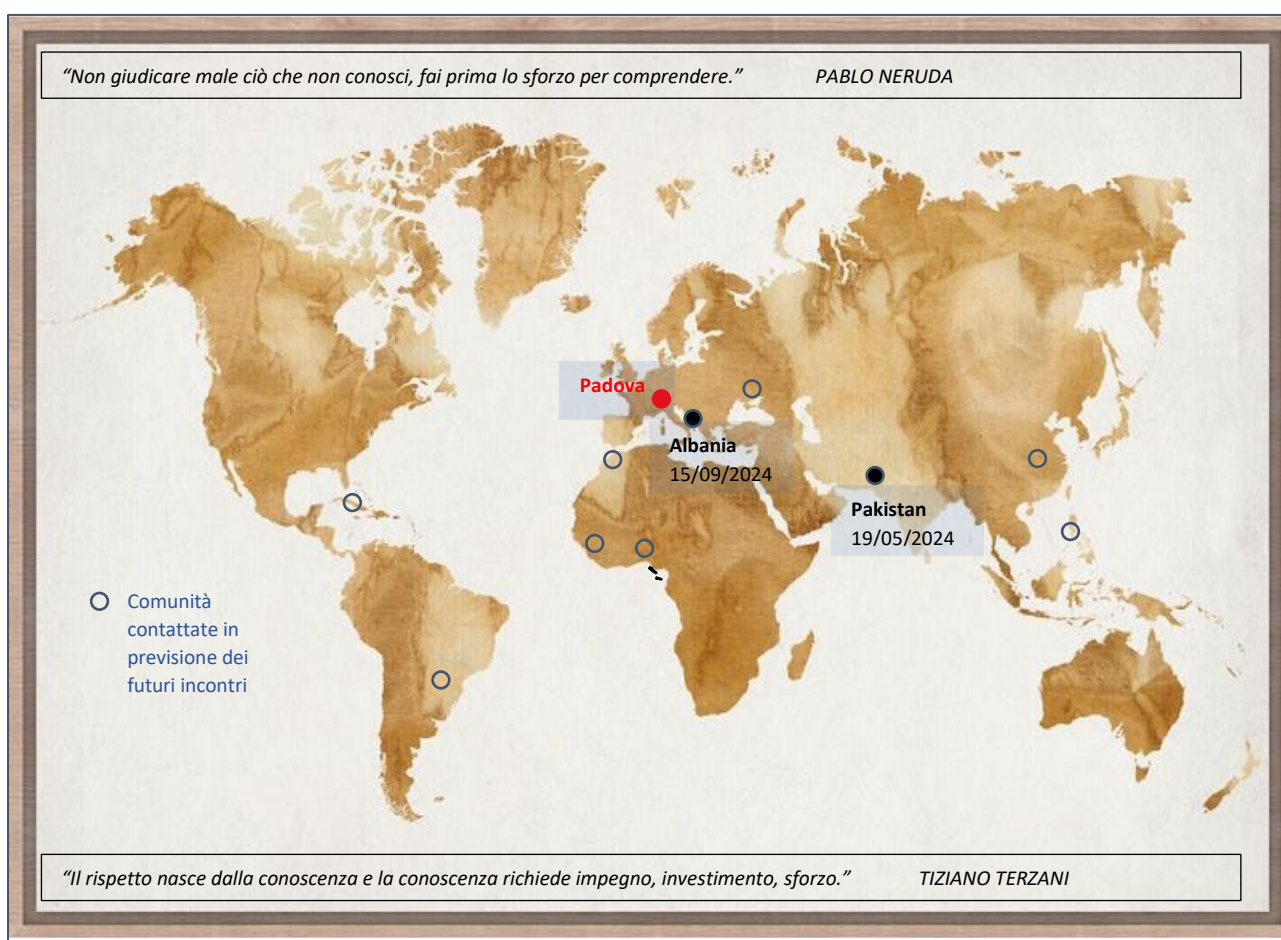 “Non giudicare male ciò che non conosci, fai prima lo sforzo per comprendere.” PABLO NERUDA
Padova
Albania
15/09/2024
Pakistan
19/05/2024
Comunità
contattate in
previsione dei
futuri incontri
“Il rispetto nasce dalla conoscenza e la conoscenza richiede impegno, investimento, sforzo.” TIZIANO TERZANI